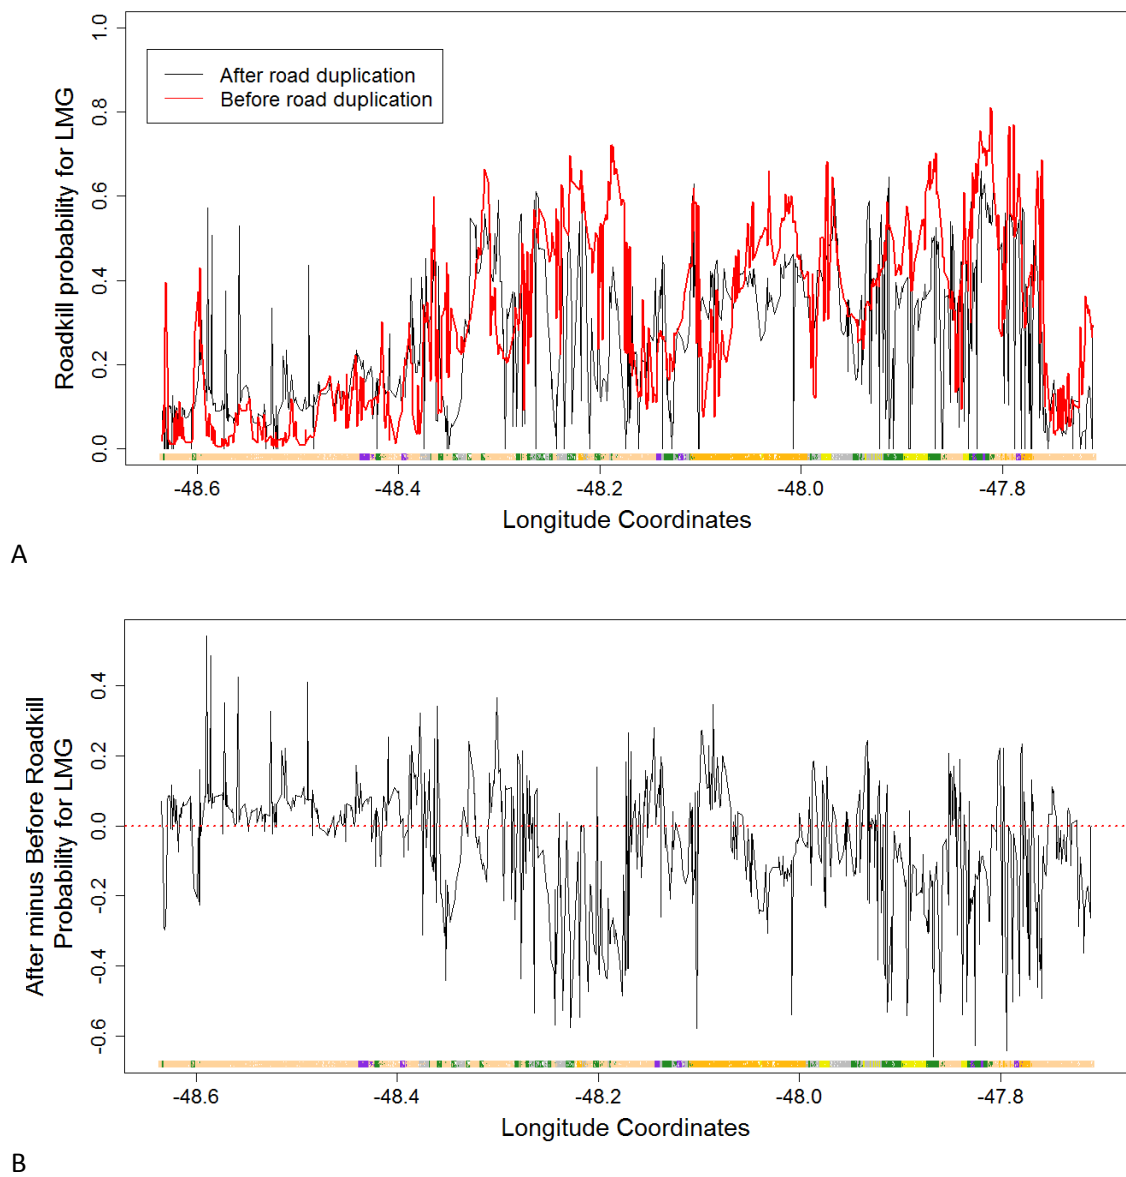 Roadkill probability for LMG
1.0
0.8
0.6
0.4
0.2
0.0
After road duplication
Before road duplication
-48.6 -48.4 -48.2 -48.0 -47.8
Longitude Coordinates
A
After minus Before Roadkill
Probability for LMG
0.4
0.2
0.0
-0.2
-0.4
-0.6
-48.6 -48.4 -48.2 -48.0 -47.8
Longitude Coordinates
B